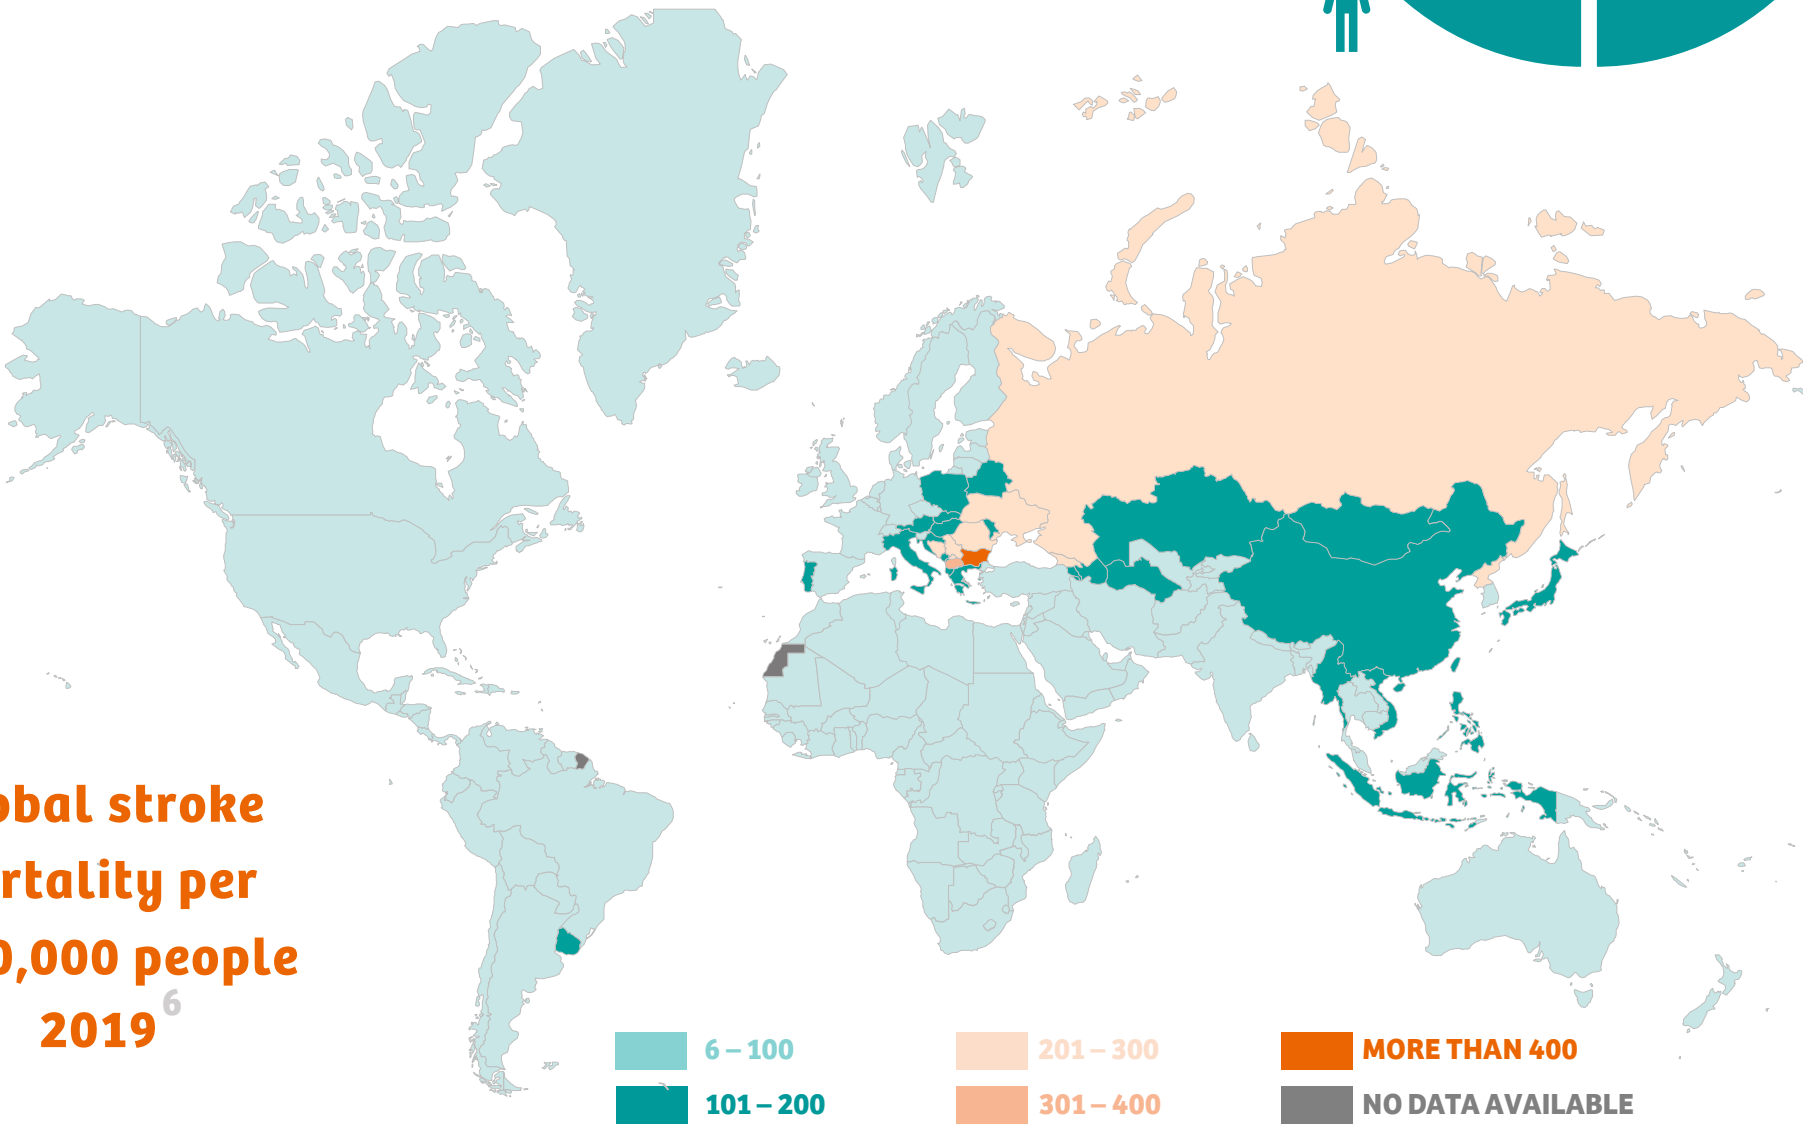 obal stroke
rtality per
0,000 people
2019 6
6 – 100
101 – 200
201 – 300
301 – 400
MORE THAN 400
NO DATA AVAILABLE